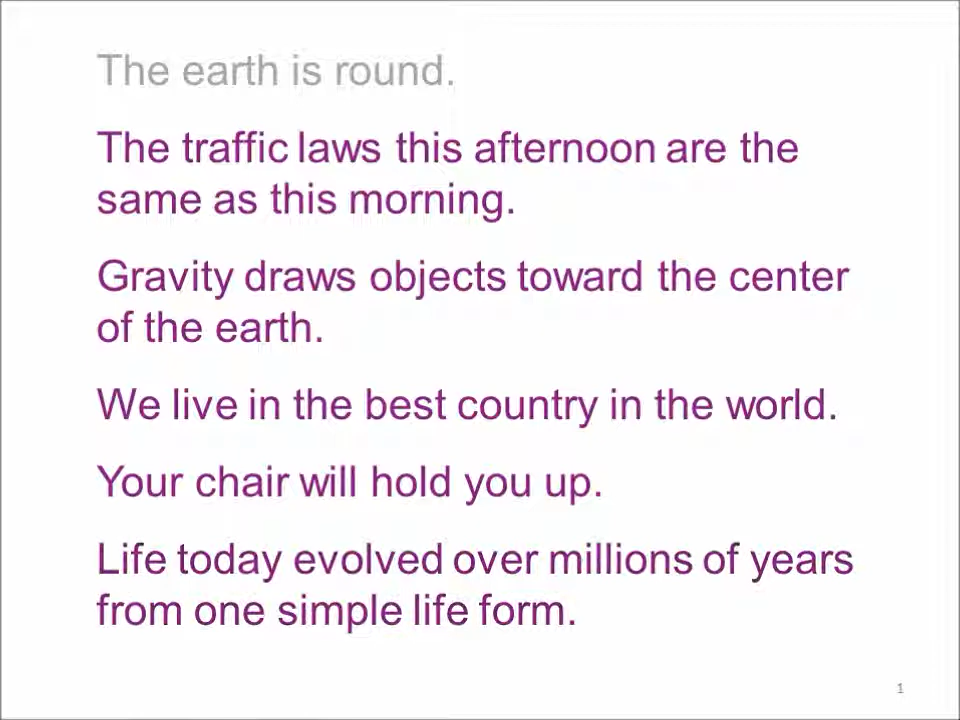 The earth is round.
The traffic laws this afternoon are the
same as this morning.
Gravity draws objects toward the center
of the earth.
We live in the best country in the world.
Your chair will hold you up.
Life today evolved over millions of years
from one simple life form.
1